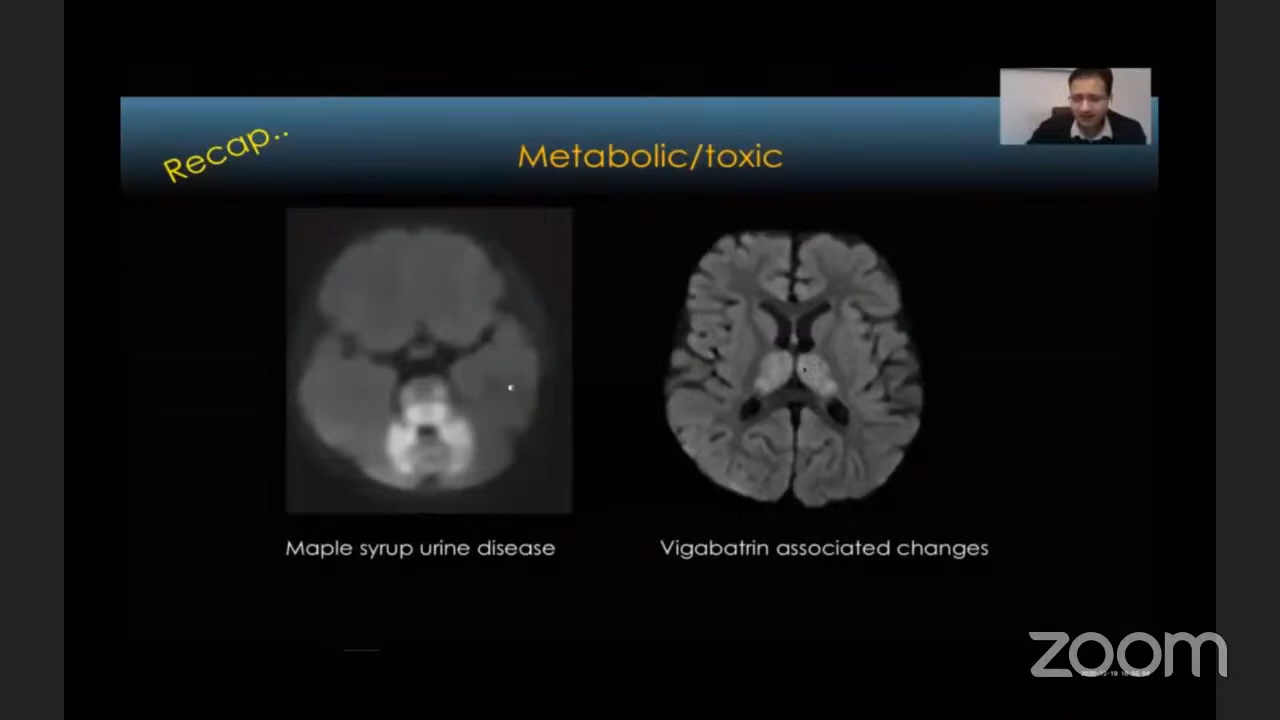 Recap..
Metabolic/toxic
Maple syrup urine disease
Vigabatrin associated changes
zoom